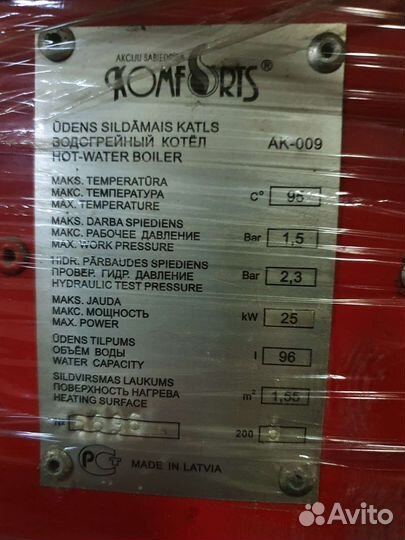 AKCIJU SABIEDRĪBA
KOMFORTS®
ŪDENS SILDĀMAIS KATLS
ВОДОГРЕЙНЫЙ КОТЁЛ AK-009
HOT-WATER BOILER
MAKS. TEMPERATŪRA
МАКС. ТЕМПЕРАТУРА C° 95
MAX. TEMPERATURE
MAKS. DARBA SPIEDIENS
МАКС. РАБОЧЕЕ ДАВЛЕНИЕ Bar 1,5
MAX. WORK PRESSURE
HIDR. PĀRBAUDES SPIEDIENS
ПРОВЕР. ГИДР. ДАВЛЕНИЕ Bar 2,3
HYDRAULIC TEST PRESSURE
MAKS. JAUDA
МАКС. МОЩНОСТЬ kW 25
MAX. POWER
ŪDENS TILPUMS
ОБЪЁМ ВОДЫ l 96
WATER CAPACITY
SILDVIRSMAS LAUKUMS
ПОВЕРХНОСТЬ НАГРЕВА m² 1,55
HEATING SURFACE
№ 200
MADE IN LATVIA
Avito